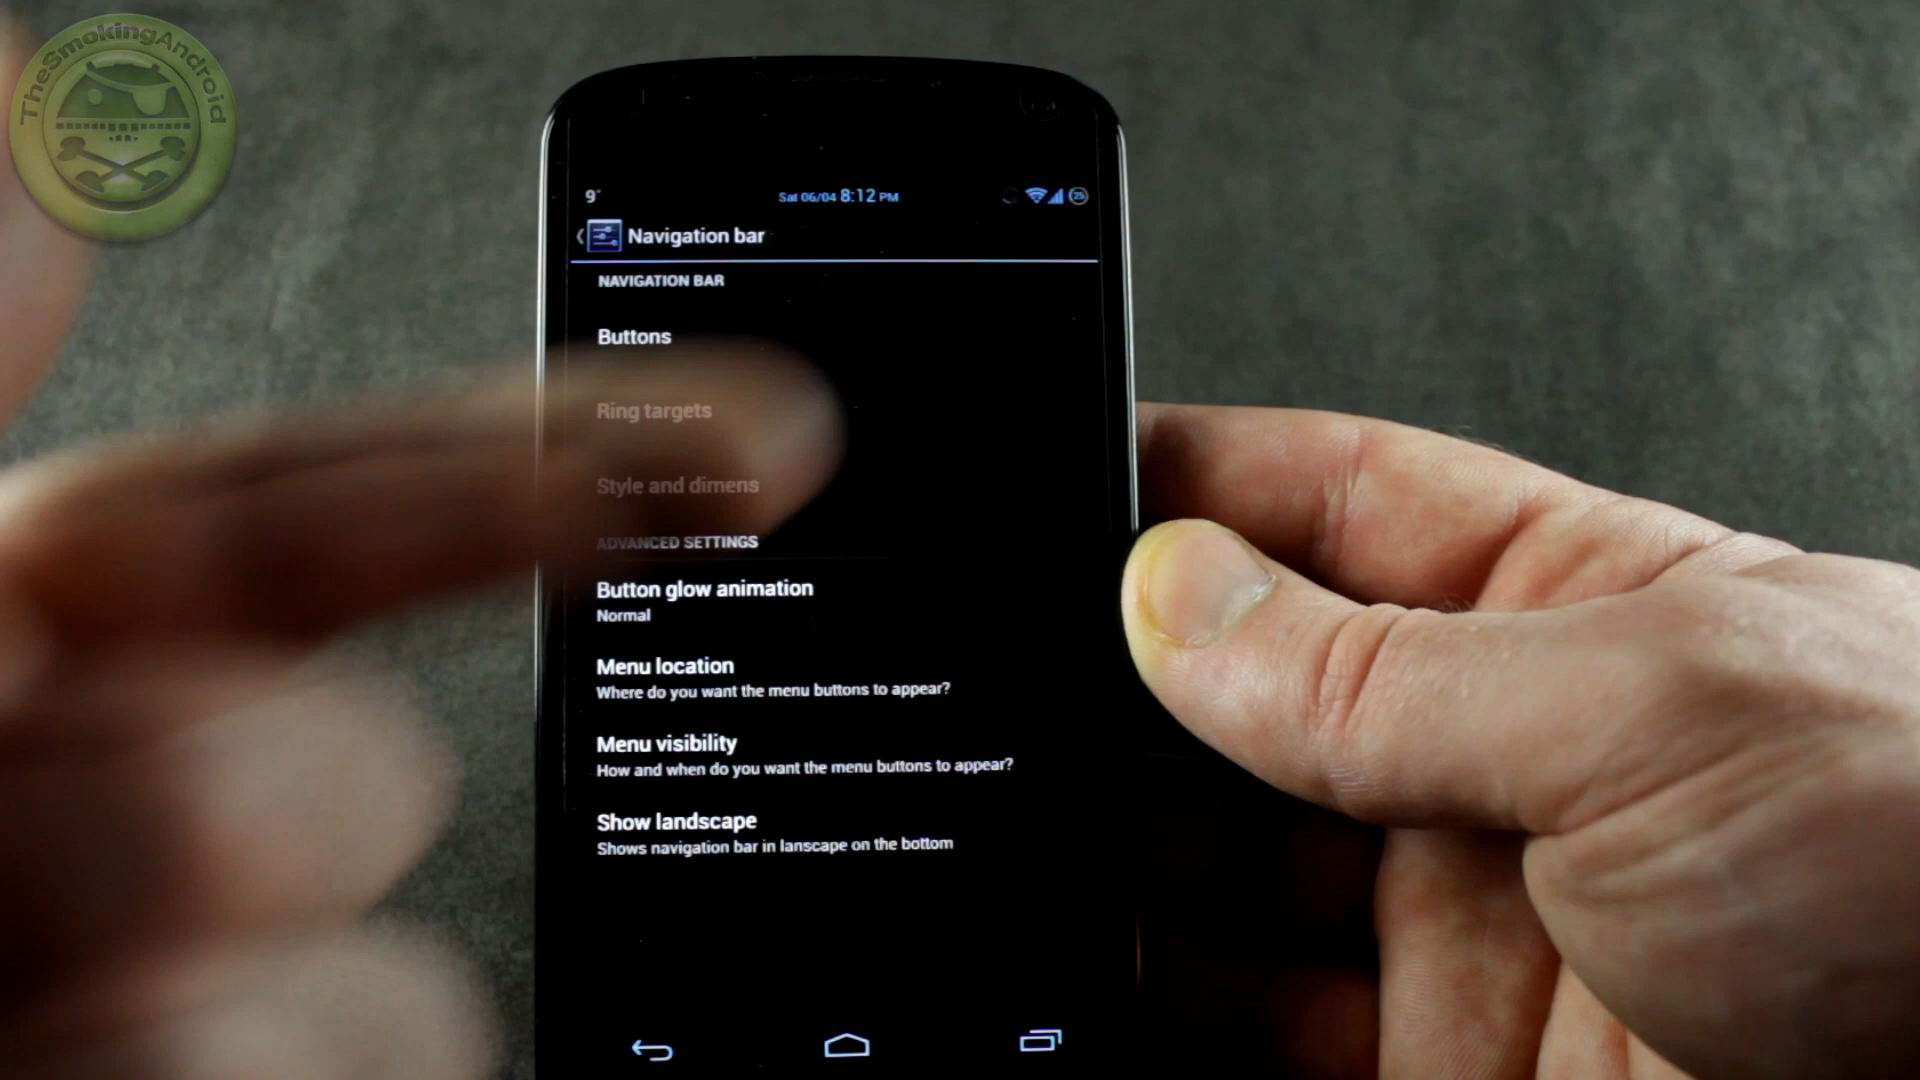 TheSmokingAndroid
9°
Sat 06/04 8:12 PM
Navigation bar
NAVIGATION BAR
Buttons
Ring targets
Style and dimens
ADVANCED SETTINGS
Button glow animation
Normal
Menu location
Where do you want the menu buttons to appear?
Menu visibility
How and when do you want the menu buttons to appear?
Show landscape
Shows navigation bar in lanscape on the bottom